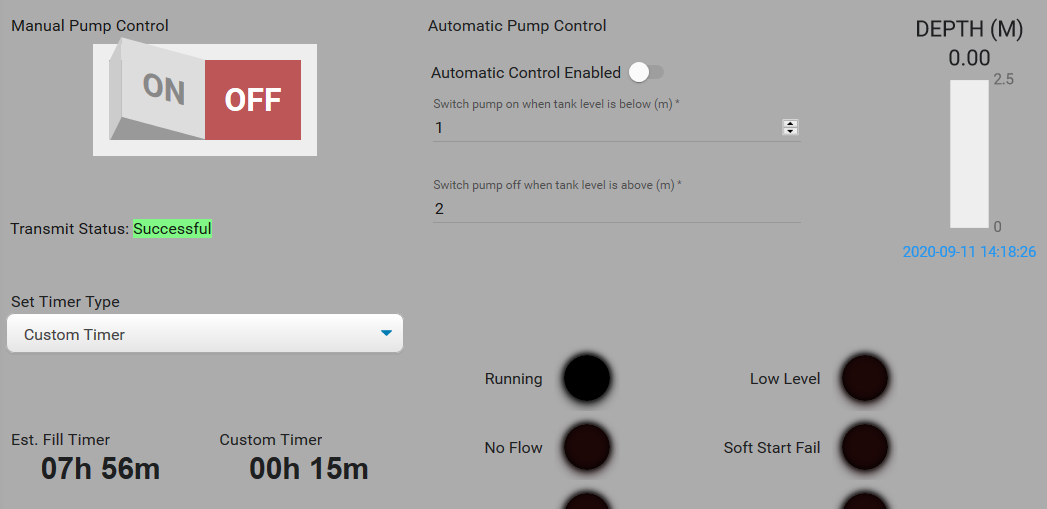 Manual Pump Control
ON
OFF
Transmit Status: Successful
Set Timer Type
Custom Timer
Est. Fill Timer
07h 56m
Custom Timer
00h 15m
Automatic Pump Control
Automatic Control Enabled
Switch pump on when tank level is below (m) *
1
Switch pump off when tank level is above (m) *
2
Running
Low Level
No Flow
Soft Start Fail
DEPTH (M)
0.00
2.5
0
2020-09-11 14:18:26